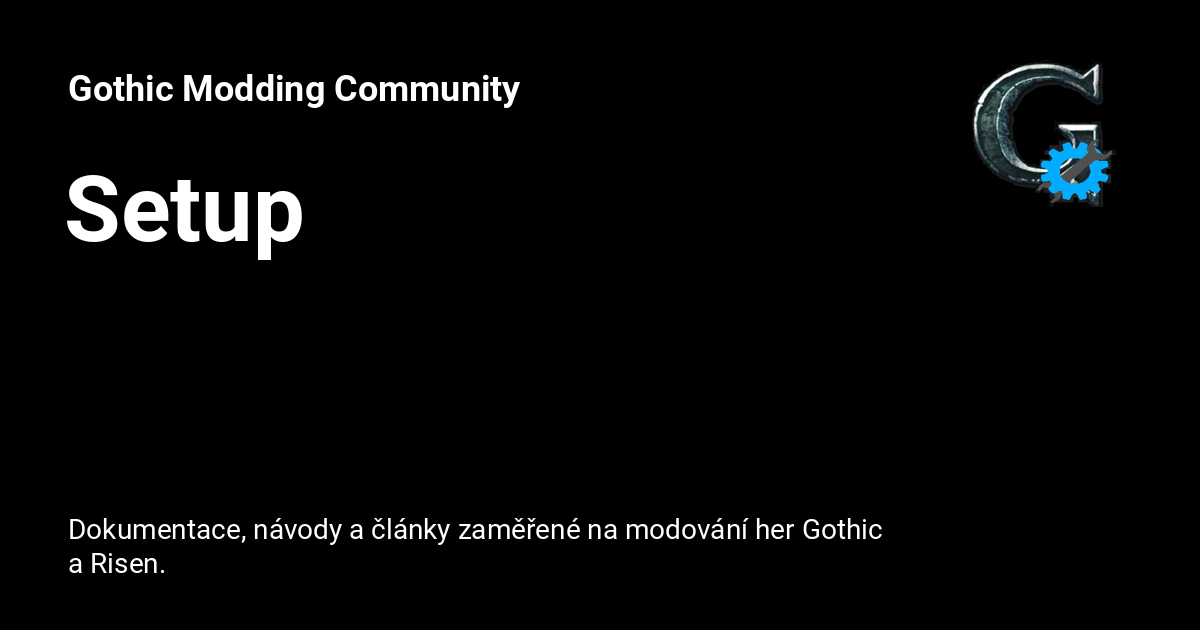 Gothic Modding Community
Setup
Dokumentace, návody a články zaměřené na modování her Gothic
a Risen.